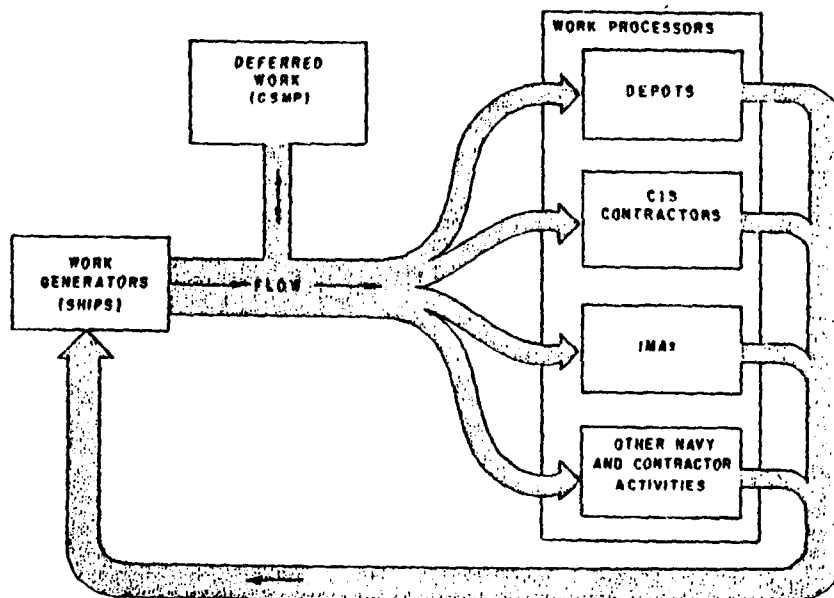 DEFERRED
WORK
(CSMP)
WORK
GENERATORS
(SHIPS)
FLOW
WORK PROCESSORS
DEPOTS
CIS
CONTRACTORS
IMAs
OTHER NAVY
AND CONTRACTOR
ACTIVITIES